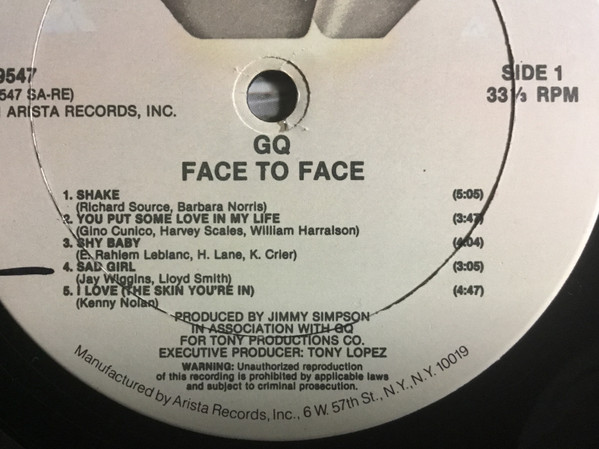 9547
SIDE 1
547 SA-RE)
33⅓ RPM
ARISTA RECORDS, INC.
GQ
FACE TO FACE
1. SHAKE (5:05)
(Richard Source, Barbara Norris)
2. YOU PUT SOME LOVE IN MY LIFE (3:47)
(Gino Cunico, Harvey Scales, William Harralson)
3. SHY BABY (4:04)
(E. Rahiem Leblanc, H. Lane, K. Crier)
4. SAD GIRL (3:05)
(Jay Wiggins, Lloyd Smith)
5. I LOVE (THE SKIN YOU'RE IN) (4:47)
(Kenny Nolan)
PRODUCED BY JIMMY SIMPSON
IN ASSOCIATION WITH GQ
FOR TONY PRODUCTIONS CO.
EXECUTIVE PRODUCER: TONY LOPEZ
WARNING: Unauthorized reproduction
of this recording is prohibited by applicable laws
and subject to criminal prosecution.
Manufactured by Arista Records, Inc., 6 W. 57th St., N.Y., N.Y. 10019